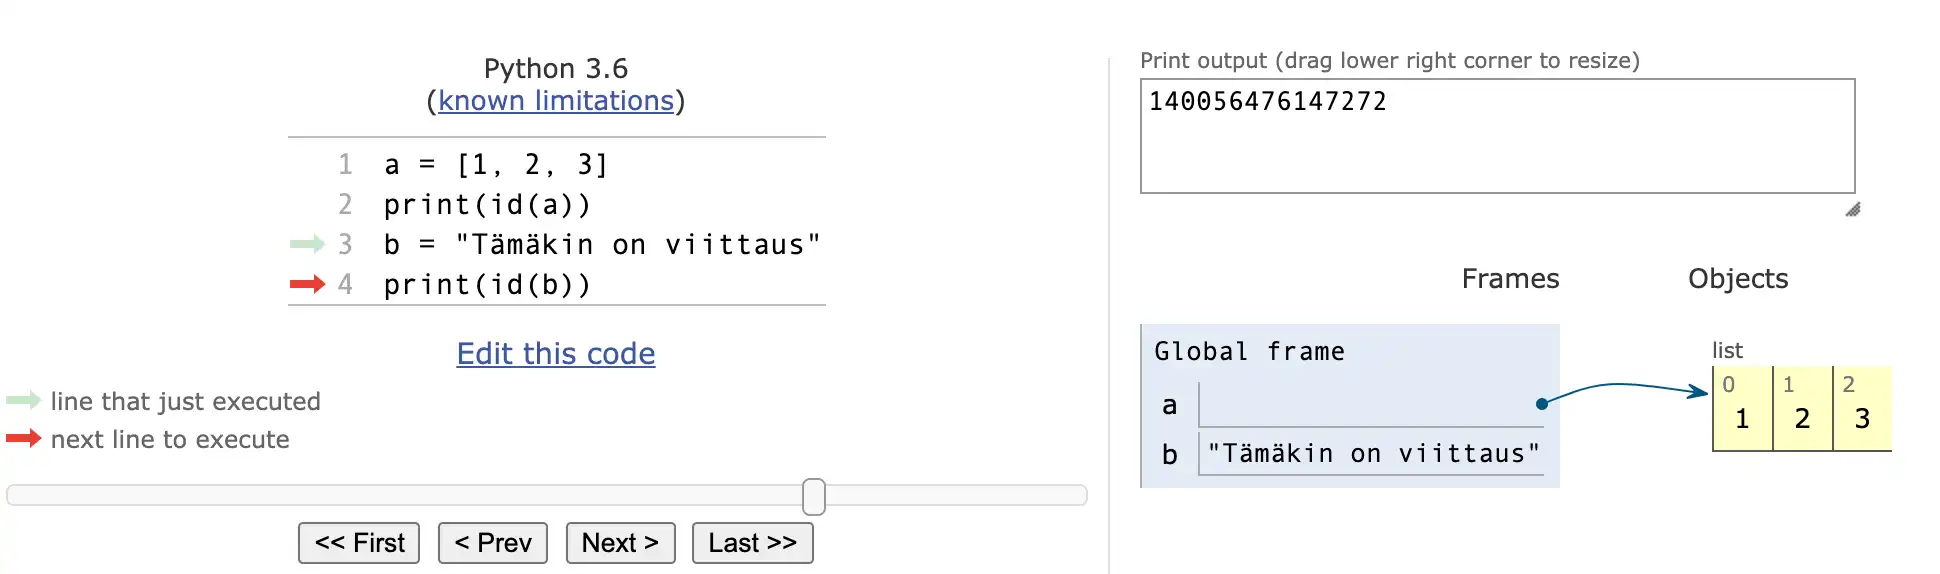 Python 3.6
(known limitations)
1 a = [1, 2, 3]
2 print(id(a))
3 b = "Tämäkin on viittaus"
4 print(id(b))
Edit this code
line that just executed
next line to execute
<< First < Prev Next > Last >>
Print output (drag lower right corner to resize)
140056476147272
Frames Objects
Global frame
a
b "Tämäkin on viittaus"
list
0 1 2
1 2 3